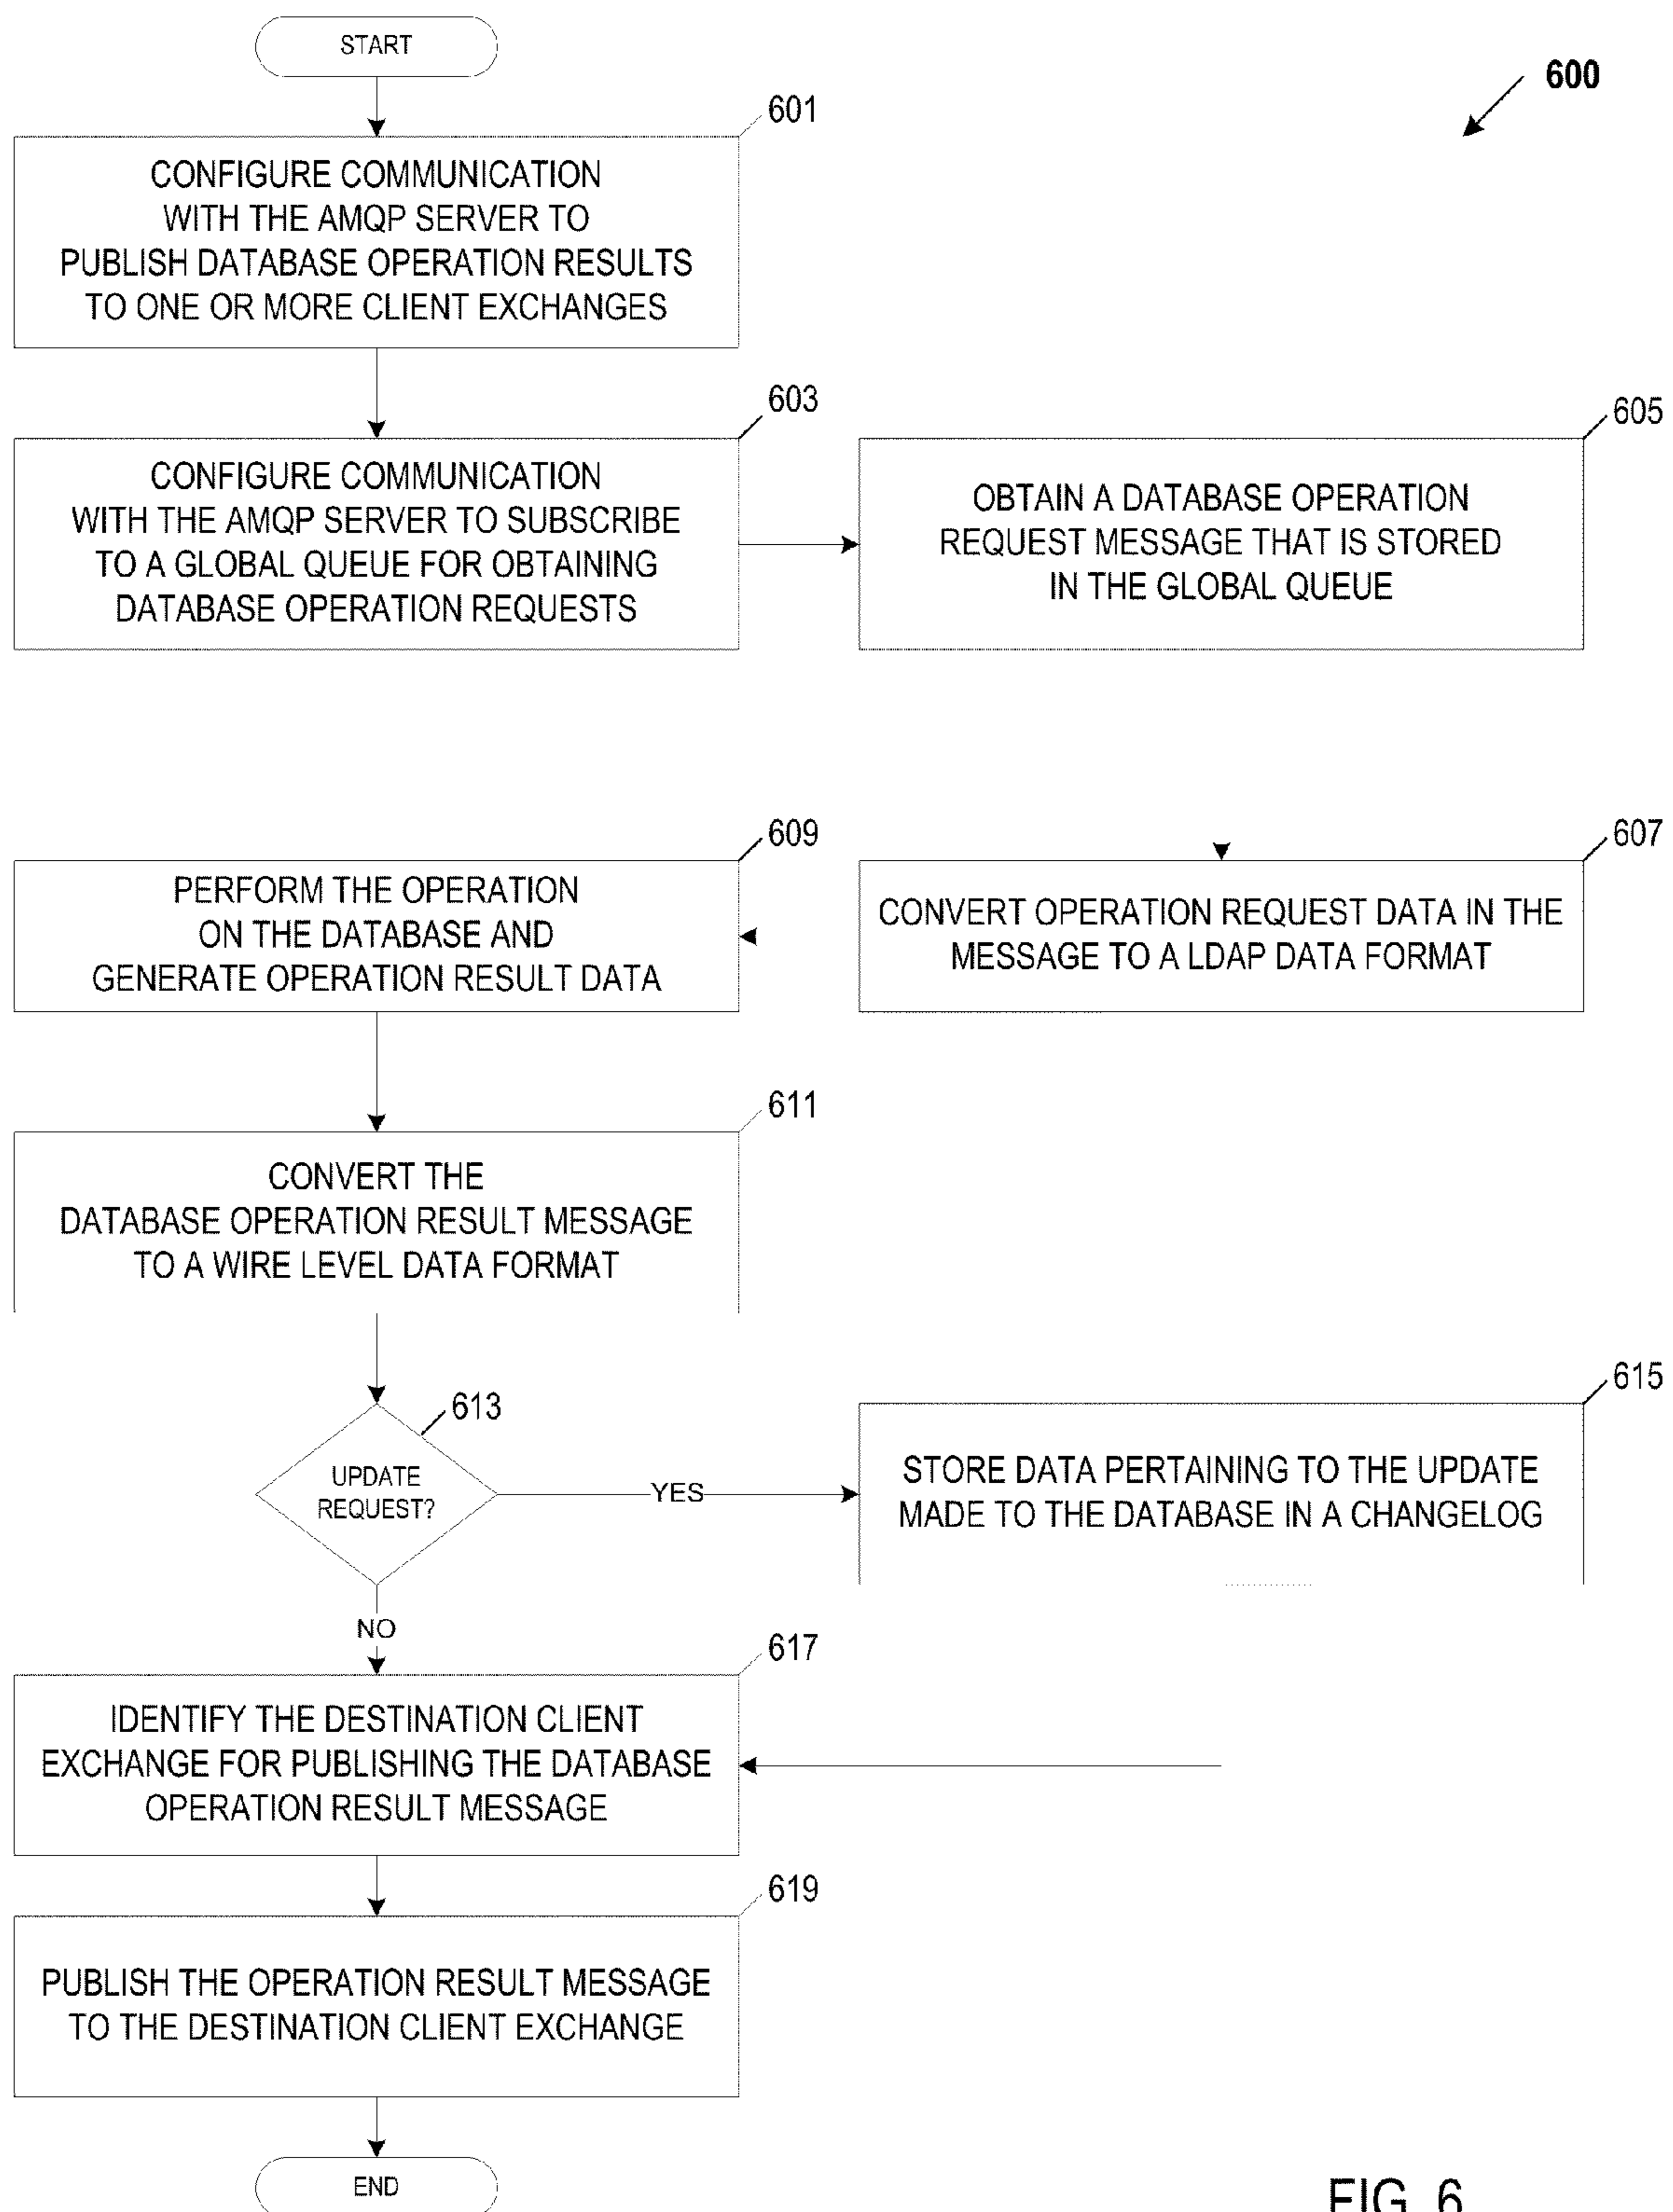 START
600
601
CONFIGURE COMMUNICATION
WITH THE AMQP SERVER TO
PUBLISH DATABASE OPERATION RESULTS
TO ONE OR MORE CLIENT EXCHANGES
603
CONFIGURE COMMUNICATION
WITH THE AMQP SERVER TO SUBSCRIBE
TO A GLOBAL QUEUE FOR OBTAINING
DATABASE OPERATION REQUESTS
605
OBTAIN A DATABASE OPERATION
REQUEST MESSAGE THAT IS STORED
IN THE GLOBAL QUEUE
607
CONVERT OPERATION REQUEST DATA IN THE
MESSAGE TO A LDAP DATA FORMAT
609
PERFORM THE OPERATION
ON THE DATABASE AND
GENERATE OPERATION RESULT DATA
611
CONVERT THE
DATABASE OPERATION RESULT MESSAGE
TO A WIRE LEVEL DATA FORMAT
613
UPDATE
REQUEST?
YES
615
STORE DATA PERTAINING TO THE UPDATE
MADE TO THE DATABASE IN A CHANGELOG
NO
617
IDENTIFY THE DESTINATION CLIENT
EXCHANGE FOR PUBLISHING THE DATABASE
OPERATION RESULT MESSAGE
619
PUBLISH THE OPERATION RESULT MESSAGE
TO THE DESTINATION CLIENT EXCHANGE
END
FIG. 6